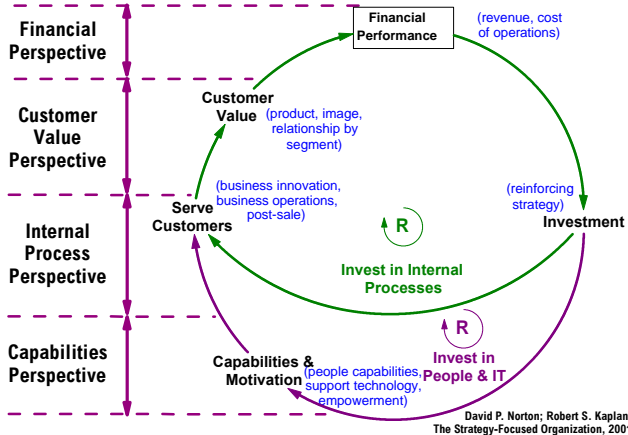 Financial
Perspective
Customer
Value
Perspective
Internal
Process
Perspective
Capabilities
Perspective
Financial
Performance
(revenue, cost
of operations)
Customer
Value
(product, image,
relationship by
segment)
(business innovation,
business operations,
post-sale)
Serve
Customers
(reinforcing
strategy)
Investment
R
Invest in Internal
Processes
R
Invest in
People & IT
Capabilities &
Motivation
(people capabilities,
support technology,
empowerment)
David P. Norton; Robert S. Kaplan
The Strategy-Focused Organization,